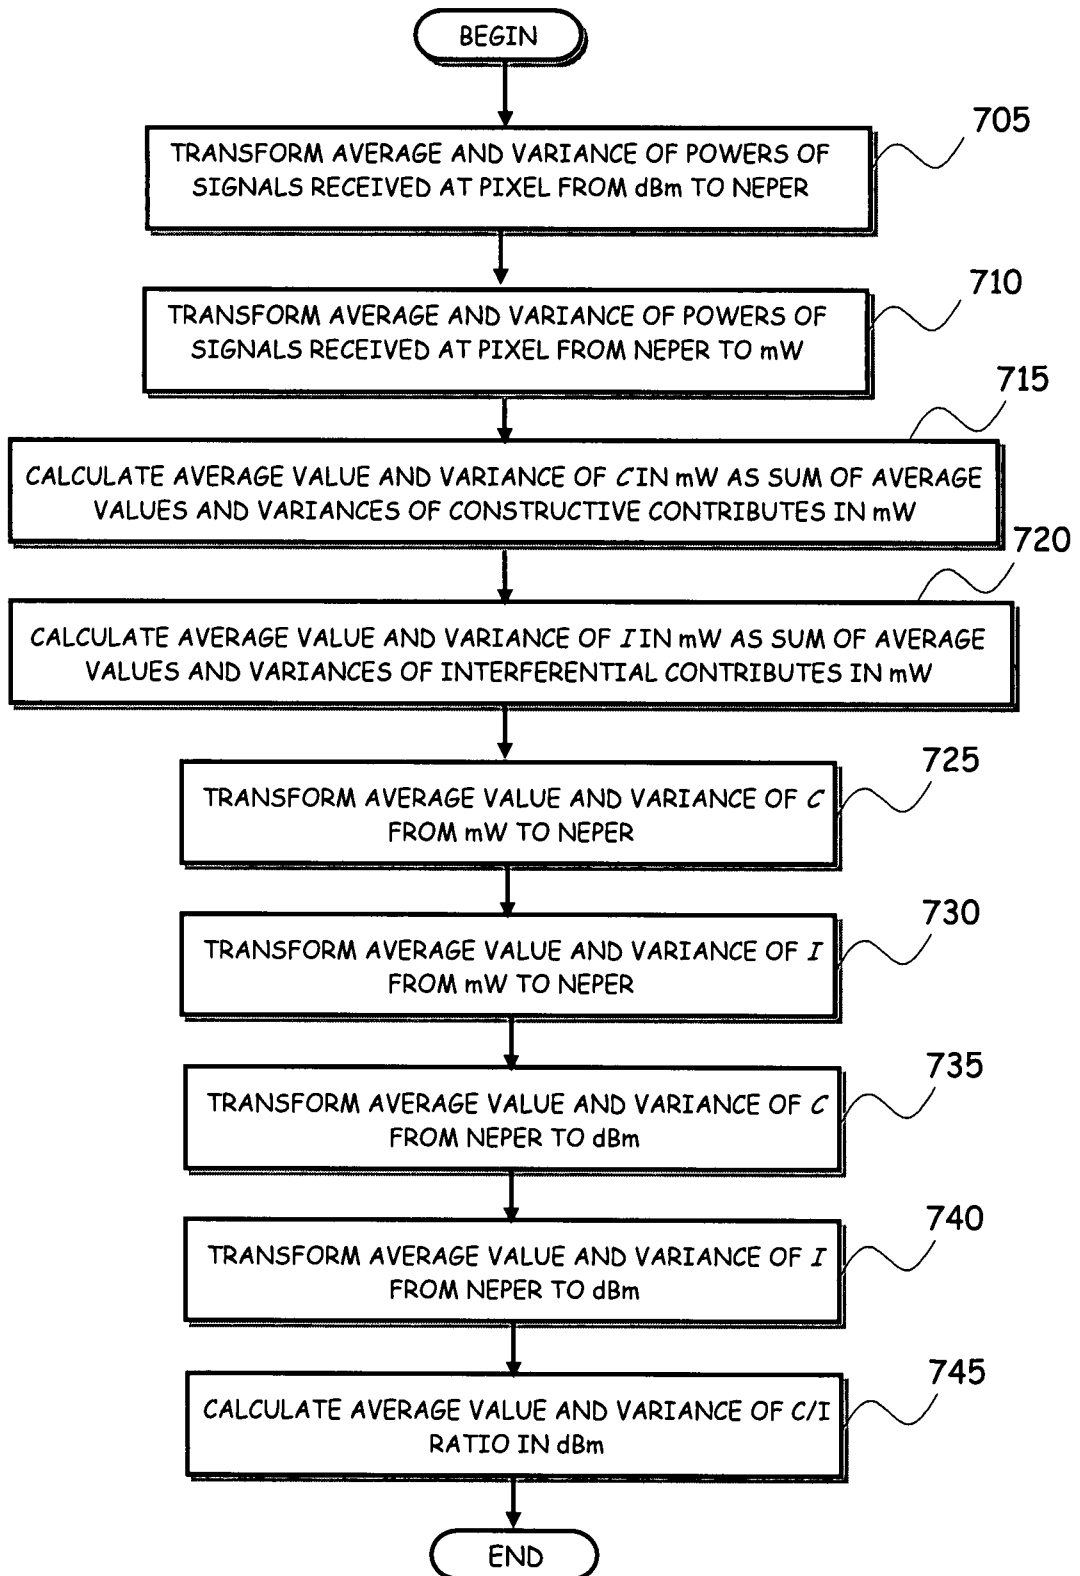 BEGIN
705
TRANSFORM AVERAGE AND VARIANCE OF POWERS OF
SIGNALS RECEIVED AT PIXEL FROM dBm TO NEPER
710
TRANSFORM AVERAGE AND VARIANCE OF POWERS OF
SIGNALS RECEIVED AT PIXEL FROM NEPER TO mW
715
CALCULATE AVERAGE VALUE AND VARIANCE OF C IN mW AS SUM OF AVERAGE
VALUES AND VARIANCES OF CONSTRUCTIVE CONTRIBUTES IN mW
720
CALCULATE AVERAGE VALUE AND VARIANCE OF I IN mW AS SUM OF AVERAGE
VALUES AND VARIANCES OF INTERFERENTIAL CONTRIBUTES IN mW
725
TRANSFORM AVERAGE VALUE AND VARIANCE OF C
FROM mW TO NEPER
730
TRANSFORM AVERAGE VALUE AND VARIANCE OF I
FROM mW TO NEPER
735
TRANSFORM AVERAGE VALUE AND VARIANCE OF C
FROM NEPER TO dBm
740
TRANSFORM AVERAGE VALUE AND VARIANCE OF I
FROM NEPER TO dBm
745
CALCULATE AVERAGE VALUE AND VARIANCE OF C/I
RATIO IN dBm
END